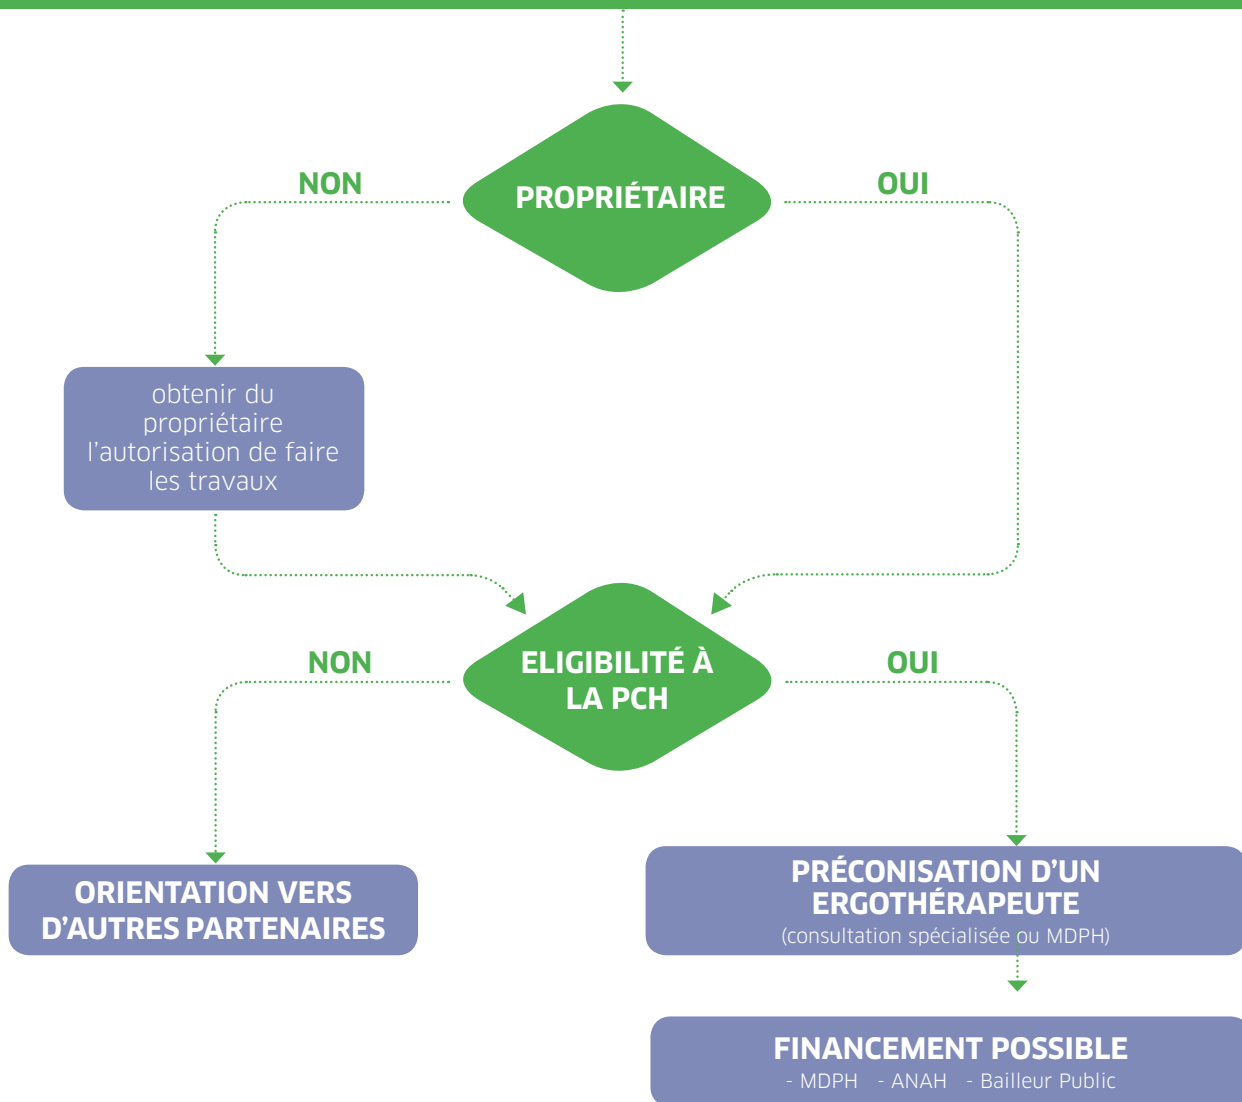 NON
PROPRIÉTAIRE
OUI
obtenir du
propriétaire
l'autorisation de faire
les travaux
NON
ELIGIBILITÉ À
LA PCH
OUI
ORIENTATION VERS
D'AUTRES PARTENAIRES
PRÉCONISATION D'UN
ERGOTHÉRAPEUTE
(consultation spécialisée ou MDPH)
FINANCEMENT POSSIBLE
- MDPH - ANAH - Bailleur Public